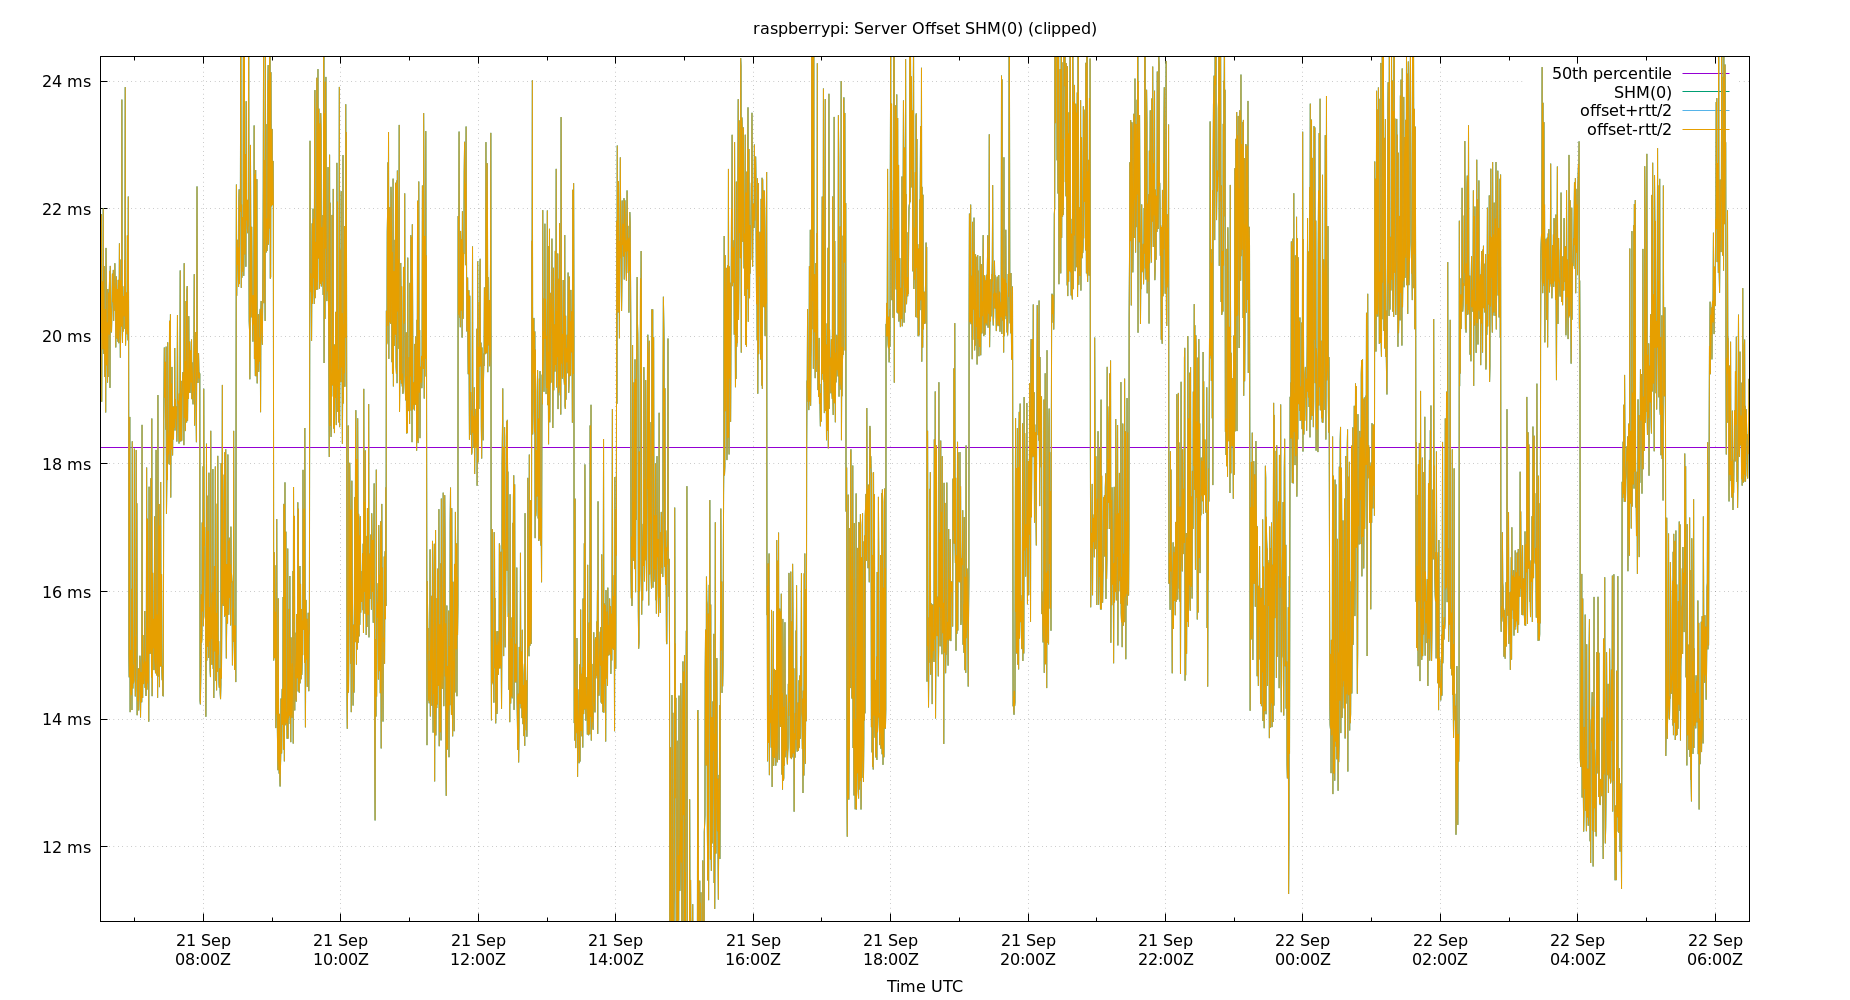 raspberrypi: Server Offset SHM(0) (clipped)
50th percentile
SHM(0)
offset+rtt/2
offset-rtt/2
24 ms
22 ms
20 ms
18 ms
16 ms
14 ms
12 ms
21 Sep 21 Sep 21 Sep 21 Sep 21 Sep 21 Sep 21 Sep 21 Sep 22 Sep 22 Sep 22 Sep 22 Sep
08:00Z 10:00Z 12:00Z 14:00Z 16:00Z 18:00Z 20:00Z 22:00Z 00:00Z 02:00Z 04:00Z 06:00Z
Time UTC